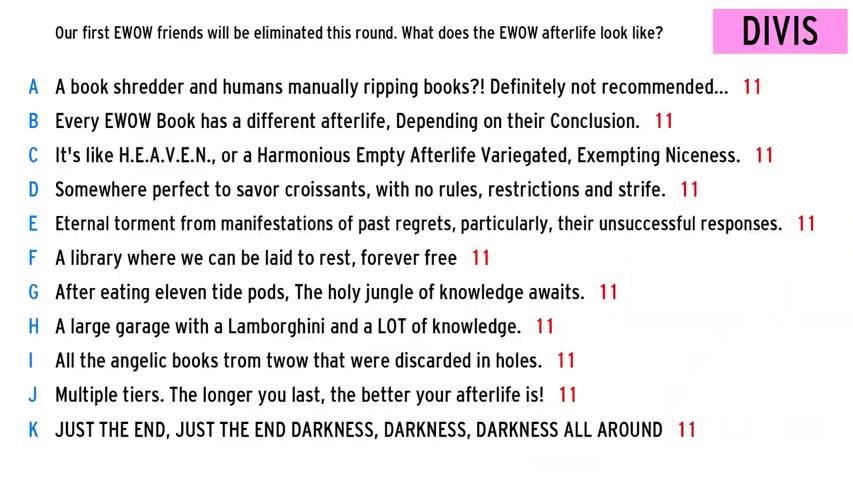 Our first EWOW friends will be eliminated this round. What does the EWOW afterlife look like?
DIVIS
A A book shredder and humans manually ripping books?! Definitely not recommended... 11
B Every EWOW Book has a different afterlife, Depending on their Conclusion. 11
C It's like H.E.A.V.E.N., or a Harmonious Empty Afterlife Variegated, Exempting Niceness. 11
D Somewhere perfect to savor croissants, with no rules, restrictions and strife. 11
E Eternal torment from manifestations of past regrets, particularly, their unsuccessful responses. 11
F A library where we can be laid to rest, forever free 11
G After eating eleven tide pods, The holy jungle of knowledge awaits. 11
H A large garage with a Lamborghini and a LOT of knowledge. 11
I All the angelic books trom twow that were discarded in holes. 11
J Multiple tiers. The longer you last, the better your afterlife is! 11
K JUST THE END, JUST THE END DARKNESS, DARKNESS, DARKNESS ALL AROUND 11